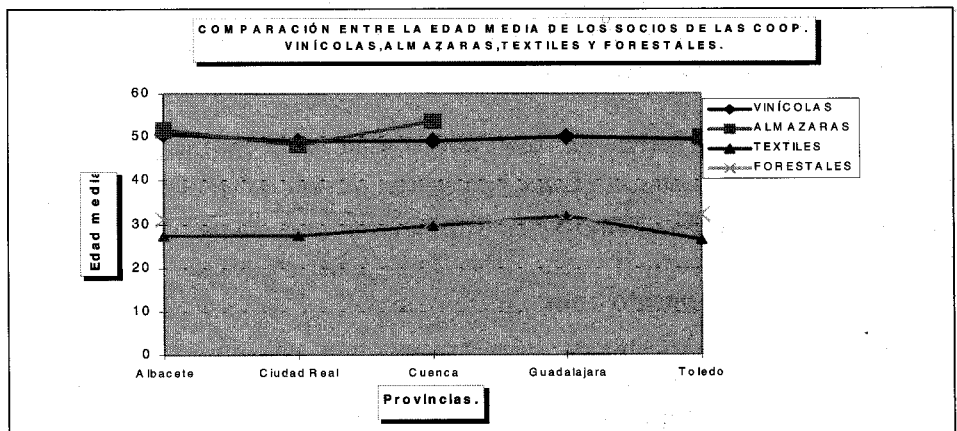 COMPARACIÓN ENTRE LA EDAD MEDIA DE LOS SOCIOS DE LAS COOP.
VINÍCOLAS,ALMAZARAS,TEXTILES Y FORESTALES.
60
50
40
30
20
10
0
Edad media
Albacete
Ciudad Real
Cuenca
Guadalajara
Toledo
Provincias.
VINÍCOLAS
ALMAZARAS
TEXTILES
FORESTALES